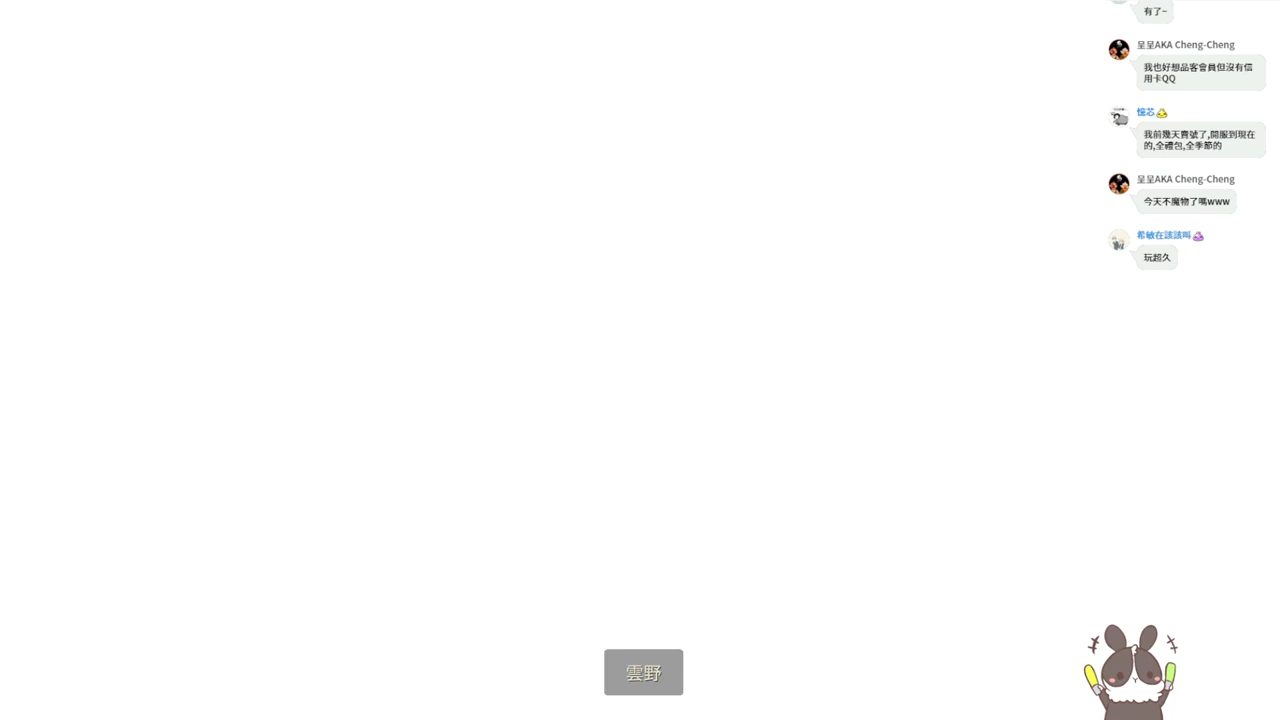 有了~
呈呈AKA Cheng-Cheng
我也好想品客會員但沒有信
用卡QQ
憧芯
我前幾天賣號了,開服到現在
的,全禮包,全季節的
呈呈AKA Cheng-Cheng
今天不魔物了嗎www
希敏在該該叫
玩超久
雲野